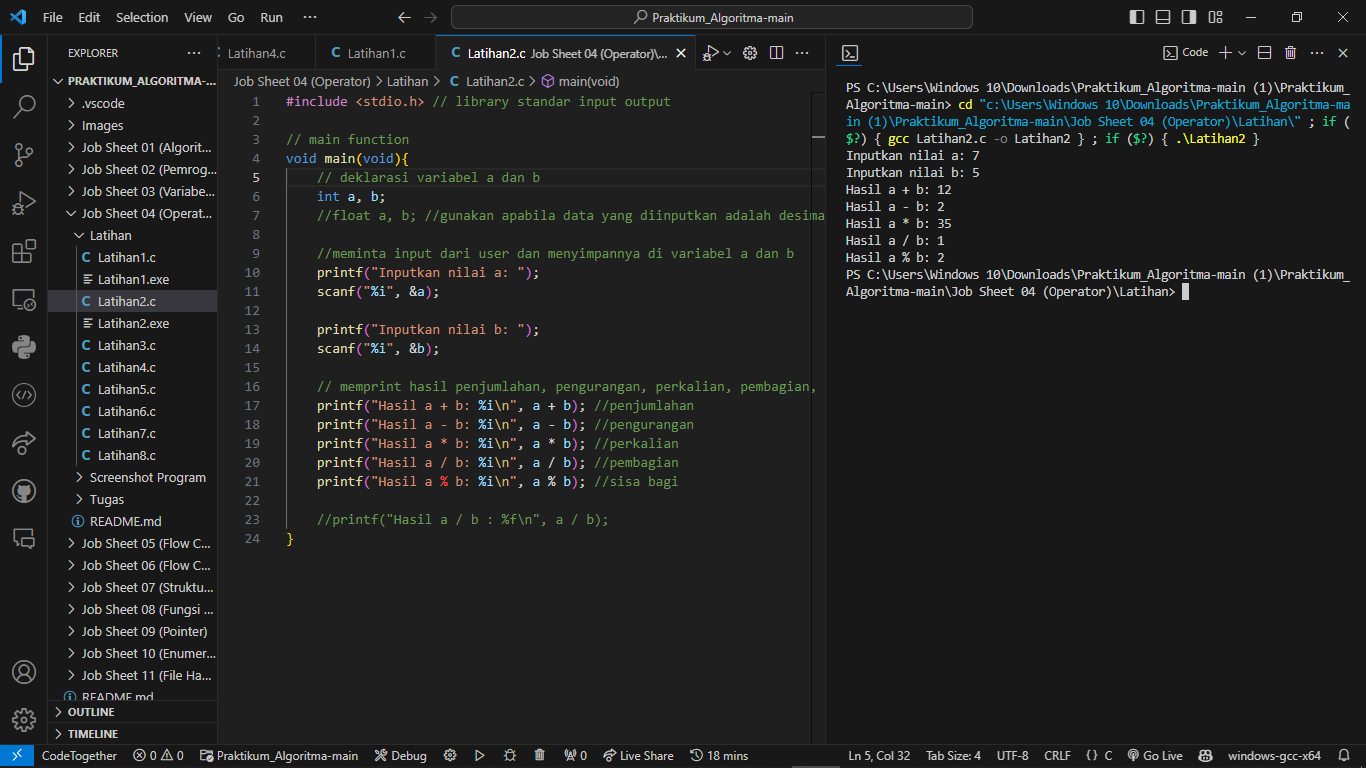 File Edit Selection View Go Run ··· Praktikum_Algoritma-main
EXPLORER ···
PRAKTIKUM_ALGORITMA-...
.vscode
Images
Job Sheet 01 (Algorit...
Job Sheet 02 (Pemrog...
Job Sheet 03 (Variabe...
Job Sheet 04 (Operat...
Latihan
C Latihan1.c
Latihan1.exe
C Latihan2.c
Latihan2.exe
C Latihan3.c
C Latihan4.c
C Latihan5.c
C Latihan6.c
C Latihan7.c
C Latihan8.c
Screenshot Program
Tugas
README.md
Job Sheet 05 (Flow C...
Job Sheet 06 (Flow C...
Job Sheet 07 (Struktu...
Job Sheet 08 (Fungsi ...
Job Sheet 09 (Pointer)
Job Sheet 10 (Enumer...
Job Sheet 11 (File Ha...
README.md
OUTLINE
TIMELINE
Latihan4.c C Latihan1.c C Latihan2.c Job Sheet 04 (Operator)\... ···
Job Sheet 04 (Operator) > Latihan > C Latihan2.c > main(void)
1 #include <stdio.h> // library standar input output
2
3 // main function
4 void main(void){
5 // deklarasi variabel a dan b
6 int a, b;
7 //float a, b; //gunakan apabila data yang diinputkan adalah desima
8
9 //meminta input dari user dan menyimpannya di variabel a dan b
10 printf("Inputkan nilai a: ");
11 scanf("%i", &a);
12
13 printf("Inputkan nilai b: ");
14 scanf("%i", &b);
15
16 // memprint hasil penjumlahan, pengurangan, perkalian, pembagian,
17 printf("Hasil a + b: %i\n", a + b); //penjumlahan
18 printf("Hasil a - b: %i\n", a - b); //pengurangan
19 printf("Hasil a * b: %i\n", a * b); //perkalian
20 printf("Hasil a / b: %i\n", a / b); //pembagian
21 printf("Hasil a % b: %i\n", a % b); //sisa bagi
22
23 //printf("Hasil a / b : %f\n", a / b);
24 }
Code ···
PS C:\Users\Windows 10\Downloads\Praktikum_Algoritma-main (1)\Praktikum_
Algoritma-main> cd "c:\Users\Windows 10\Downloads\Praktikum_Algoritma-ma
in (1)\Praktikum_Algoritma-main\Job Sheet 04 (Operator)\Latihan\" ; if (
$?) { gcc Latihan2.c -o Latihan2 } ; if ($?) { .\Latihan2 }
Inputkan nilai a: 7
Inputkan nilai b: 5
Hasil a + b: 12
Hasil a - b: 2
Hasil a * b: 35
Hasil a / b: 1
Hasil a % b: 2
PS C:\Users\Windows 10\Downloads\Praktikum_Algoritma-main (1)\Praktikum_
Algoritma-main\Job Sheet 04 (Operator)\Latihan>
CodeTogether 0 0 Praktikum_Algoritma-main Debug 0 Live Share 18 mins Ln 5, Col 32 Tab Size: 4 UTF-8 CRLF {} C Go Live windows-gcc-x64